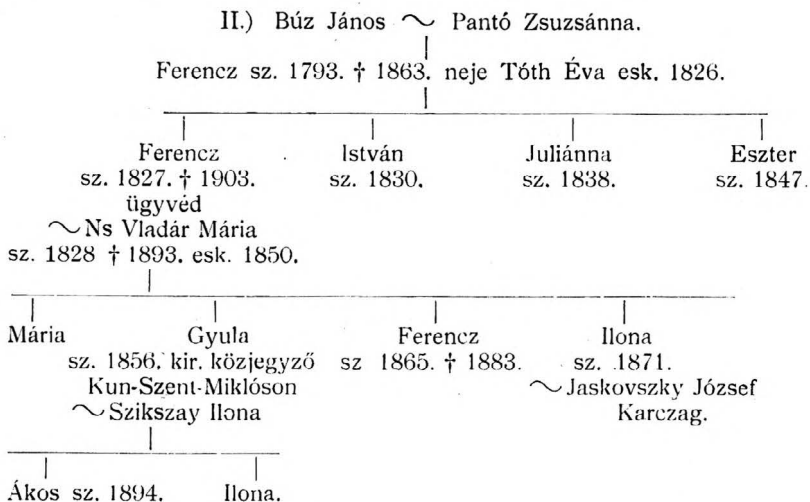 II.) Búz János ~ Pantó Zsuzsánna.
Ferencz sz. 1793. † 1863. neje Tóth Éva esk. 1826.
Ferencz István Juliánna Eszter
sz. 1827. † 1903. sz. 1830. sz. 1838. sz. 1847.
ügyvéd
~ Ns Vladár Mária
sz. 1828 † 1893. esk. 1850.
Mária Gyula Ferencz Ilona
sz. 1856. kir. közjegyző sz 1865. † 1883. sz. 1871.
Kun-Szent-Miklóson ~ Jaskovszky József
~ Szikszay Ilona Karczag.
Ákos sz. 1894. Ilona.